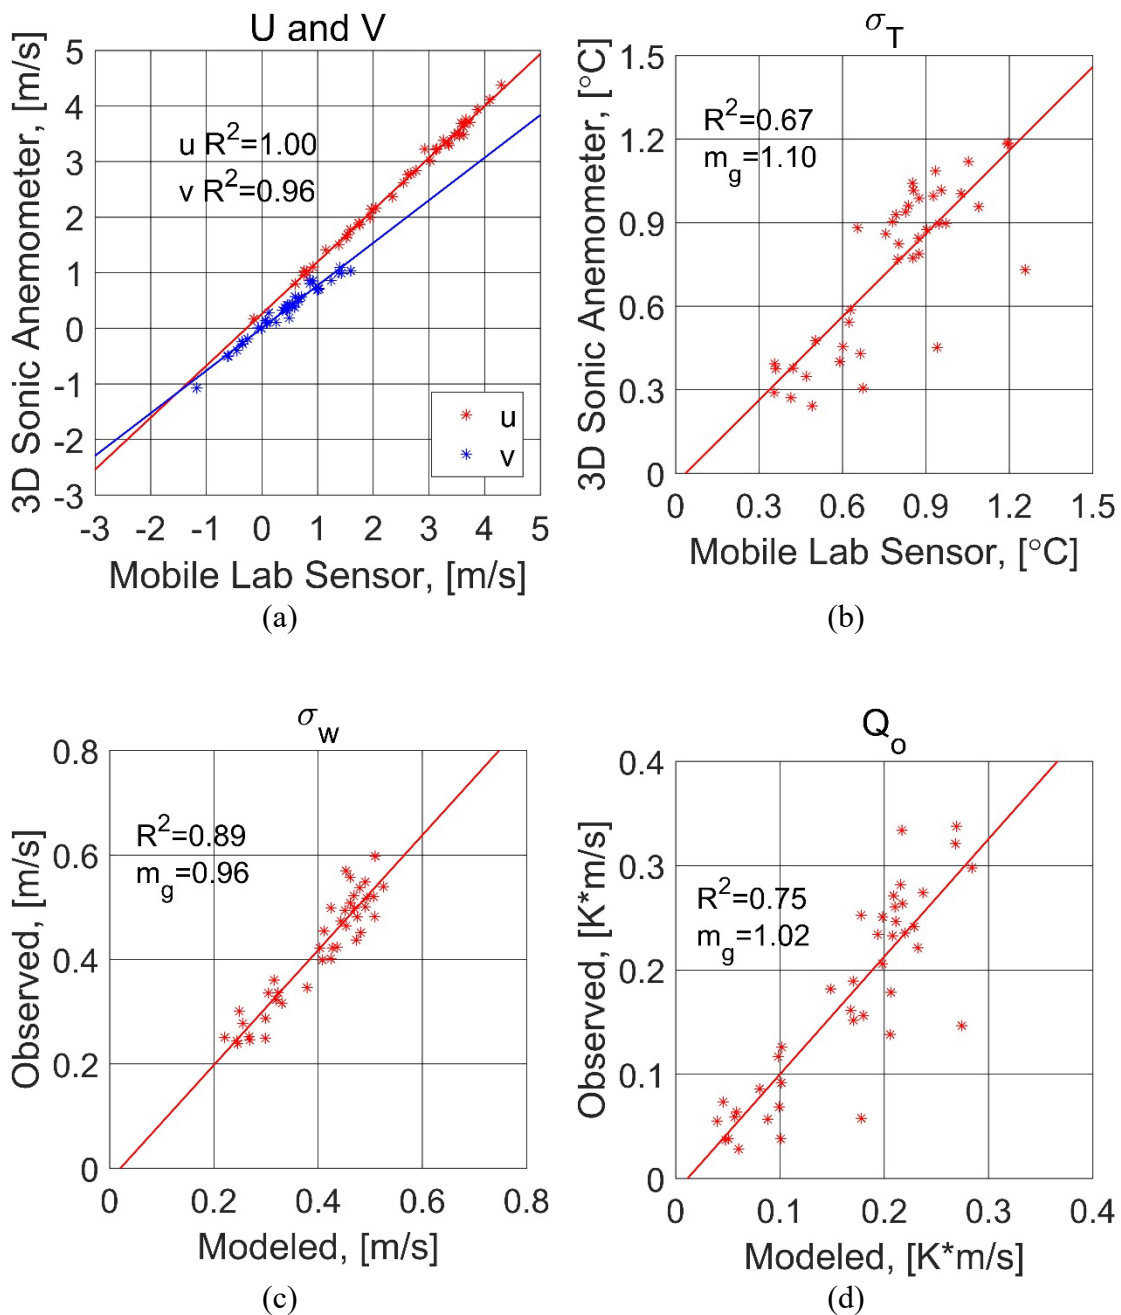 U and V
3D Sonic Anemometer, [m/s]
5
4
3
2
1
0
-1
-2
-3
u R²=1.00
v R²=0.96
u
v
-3 -2 -1 0 1 2 3 4 5
Mobile Lab Sensor, [m/s]
(a)
σ_T
3D Sonic Anemometer, [°C]
1.5
1.2
0.9
0.6
0.3
0
R²=0.67
m_g=1.10
0 0.3 0.6 0.9 1.2 1.5
Mobile Lab Sensor, [°C]
(b)
σ_w
Observed, [m/s]
0.8
0.6
0.4
0.2
0
R²=0.89
m_g=0.96
0 0.2 0.4 0.6 0.8
Modeled, [m/s]
(c)
Q_o
Observed, [K*m/s]
0.4
0.3
0.2
0.1
0
R²=0.75
m_g=1.02
0 0.1 0.2 0.3 0.4
Modeled, [K*m/s]
(d)